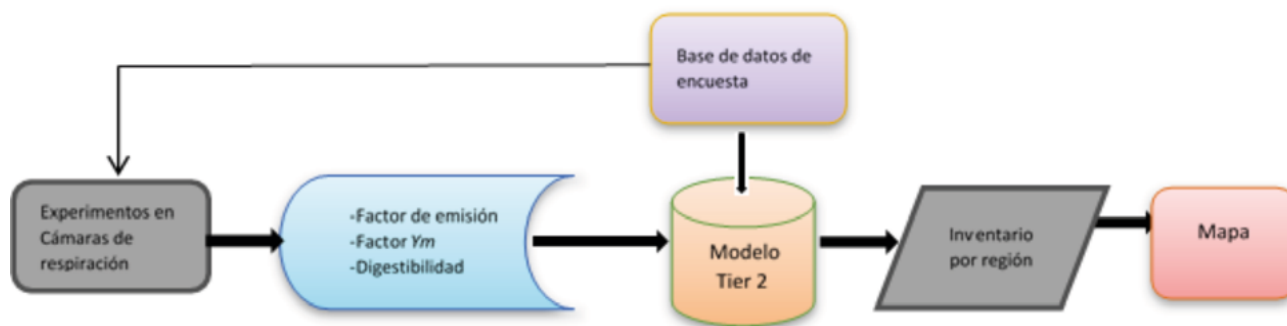 Base de datos de
encuesta
Experimentos en
Cámaras de
respiración
-Factor de emisión
-Factor Ym
-Digestibilidad
Modelo
Tier 2
Inventario
por región
Mapa